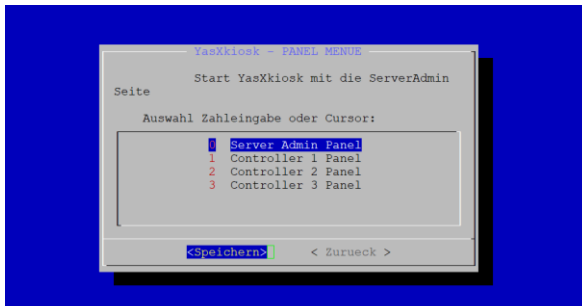 YasXkiosk - PANEL MENUE
Start YasXkiosk mit die ServerAdmin
Seite
Auswahl Zahleingabe oder Cursor:
0 Server Admin Panel
1 Controller 1 Panel
2 Controller 2 Panel
3 Controller 3 Panel
<Speichern> < Zurueck >